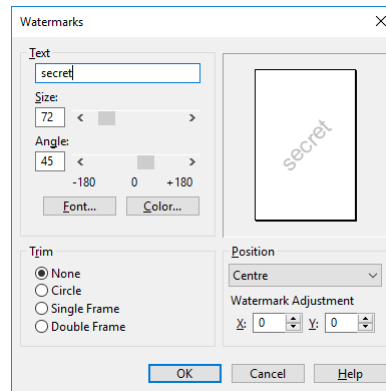 Watermarks
Text
secret
Size:
72
Angle:
45
-180 0 +180
Font... Color...
secret
Trim
None
Circle
Single Frame
Double Frame
Position
Centre
Watermark Adjustment
X: 0 Y: 0
OK Cancel Help